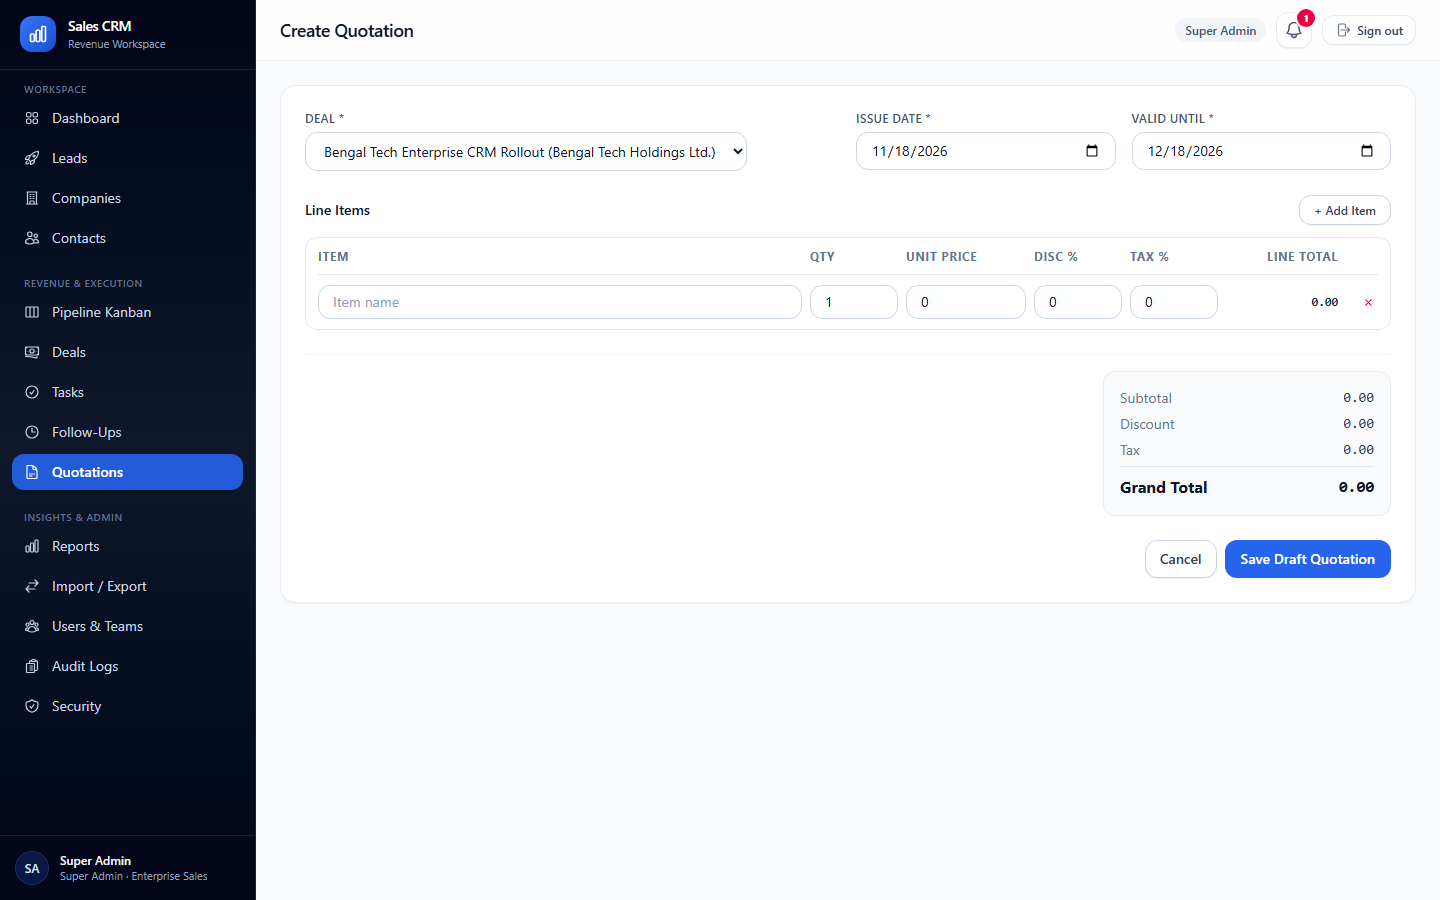 Sales CRM
Revenue Workspace
WORKSPACE
Dashboard
Leads
Companies
Contacts
REVENUE & EXECUTION
Pipeline Kanban
Deals
Tasks
Follow-Ups
Quotations
INSIGHTS & ADMIN
Reports
Import / Export
Users & Teams
Audit Logs
Security
SA
Super Admin
Super Admin · Enterprise Sales
Create Quotation
Super Admin
1
Sign out
DEAL *
ISSUE DATE *
VALID UNTIL *
Bengal Tech Enterprise CRM Rollout (Bengal Tech Holdings Ltd.)
11/18/2026
12/18/2026
Line Items
+ Add Item
ITEM QTY UNIT PRICE DISC % TAX % LINE TOTAL
Item name 1 0 0 0 0.00 ×
Subtotal 0.00
Discount 0.00
Tax 0.00
Grand Total 0.00
Cancel
Save Draft Quotation